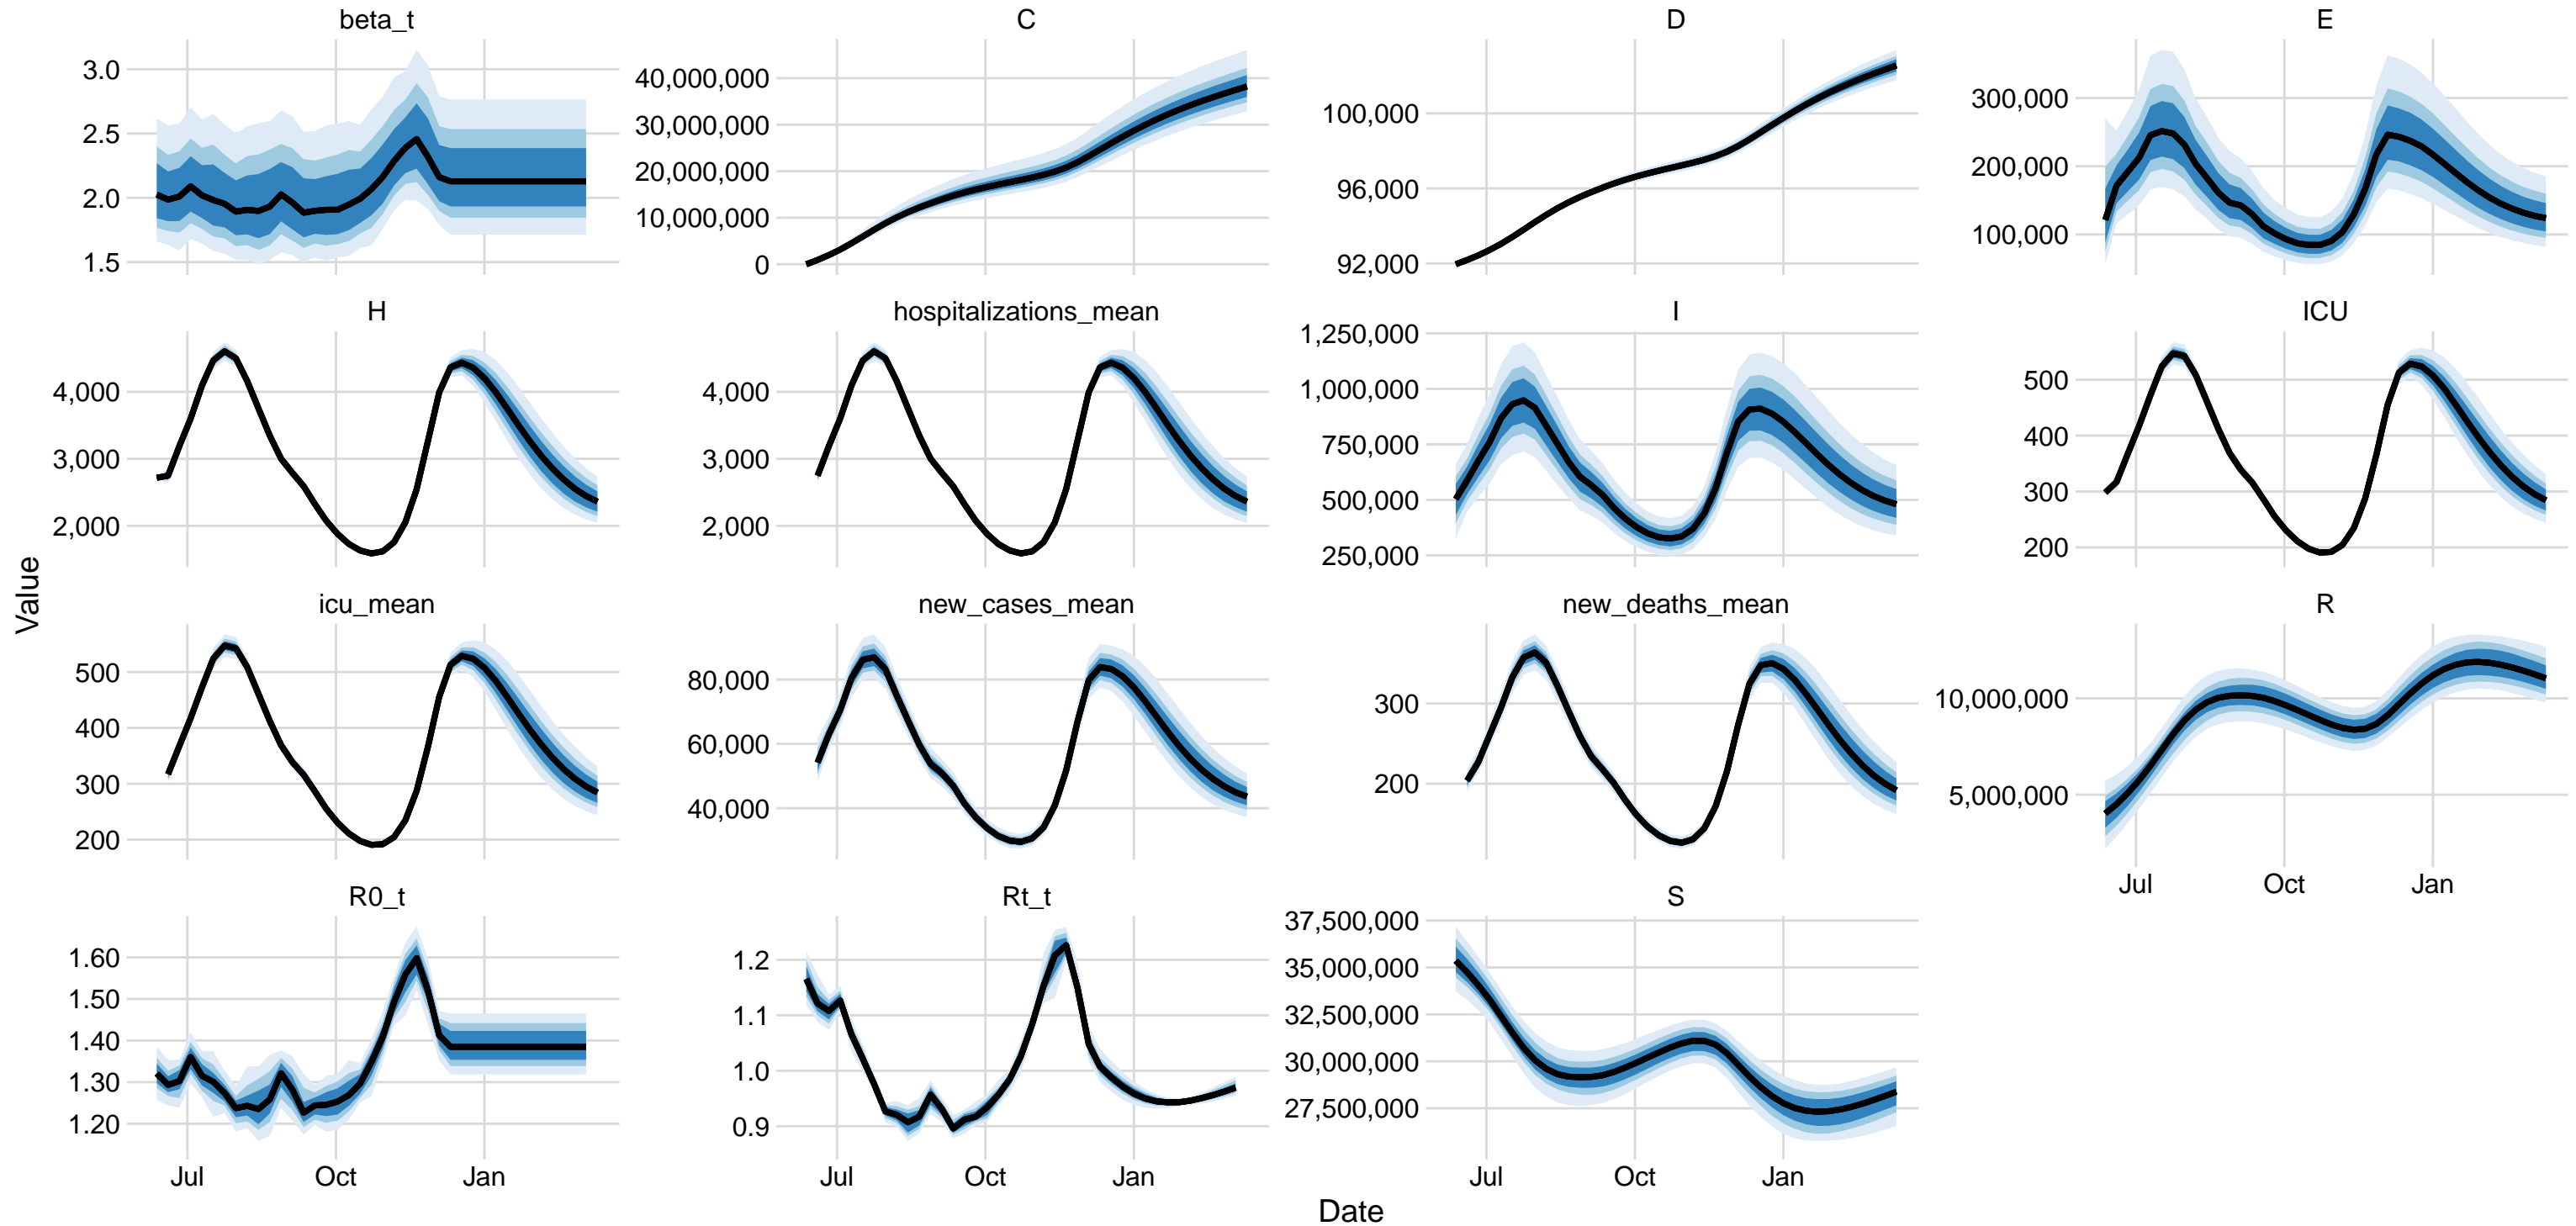 beta_t
3.0
2.5
2.0
1.5
C
40,000,000
30,000,000
20,000,000
10,000,000
0
D
100,000
96,000
92,000
E
300,000
200,000
100,000
H
4,000
3,000
2,000
hospitalizations_mean
4,000
3,000
2,000
I
1,250,000
1,000,000
750,000
500,000
250,000
ICU
500
400
300
200
icu_mean
500
400
300
200
new_cases_mean
80,000
60,000
40,000
new_deaths_mean
300
200
R
10,000,000
5,000,000
Jul Oct Jan
R0_t
1.60
1.50
1.40
1.30
1.20
Jul Oct Jan
Rt_t
1.2
1.1
1.0
0.9
Jul Oct Jan
S
37,500,000
35,000,000
32,500,000
30,000,000
27,500,000
Jul Oct Jan
Value
Date